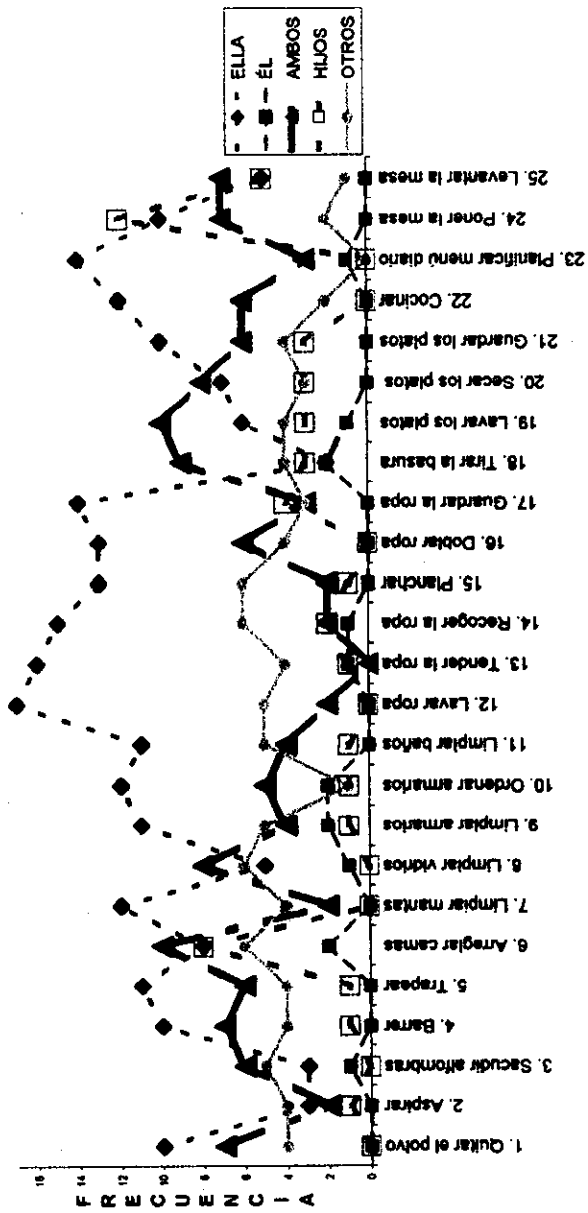 FRECUENCIA
16
14
12
10
8
6
4
2
0
1. Quitar el polvo
2. Aspirar
3. Sacudir alfombras
4. Barrer
5. Trapear
6. Arreglar camas
7. Limpiar mantas
8. Limpiar vidrios
9. Limpiar armarios
10. Ordenar armarios
11. Limpiar baños
12. Lavar ropa
13. Tender la ropa
14. Recoger la ropa
15. Planchar
16. Doblar ropa
17. Guardar la ropa
18. Tirar la basura
19. Lavar los platos
20. Secar los platos
21. Guardar los platos
22. Cocinar
23. Planificar menú diario
24. Poner la mesa
25. Levantar la mesa
ELLA
ÉL
AMBOS
HIJOS
OTROS